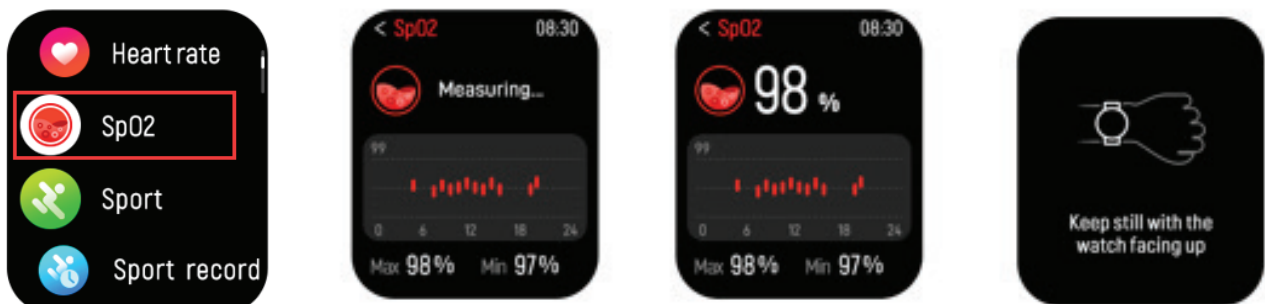 Heart rate
SpO2
Sport
Sport record
< SpO2 08:30
Measuring...
99
0 6 12 18 24
Max 98% Min 97%
< SpO2 08:30
98 %
99
0 6 12 18 24
Max 98% Min 97%
Keep still with the
watch facing up